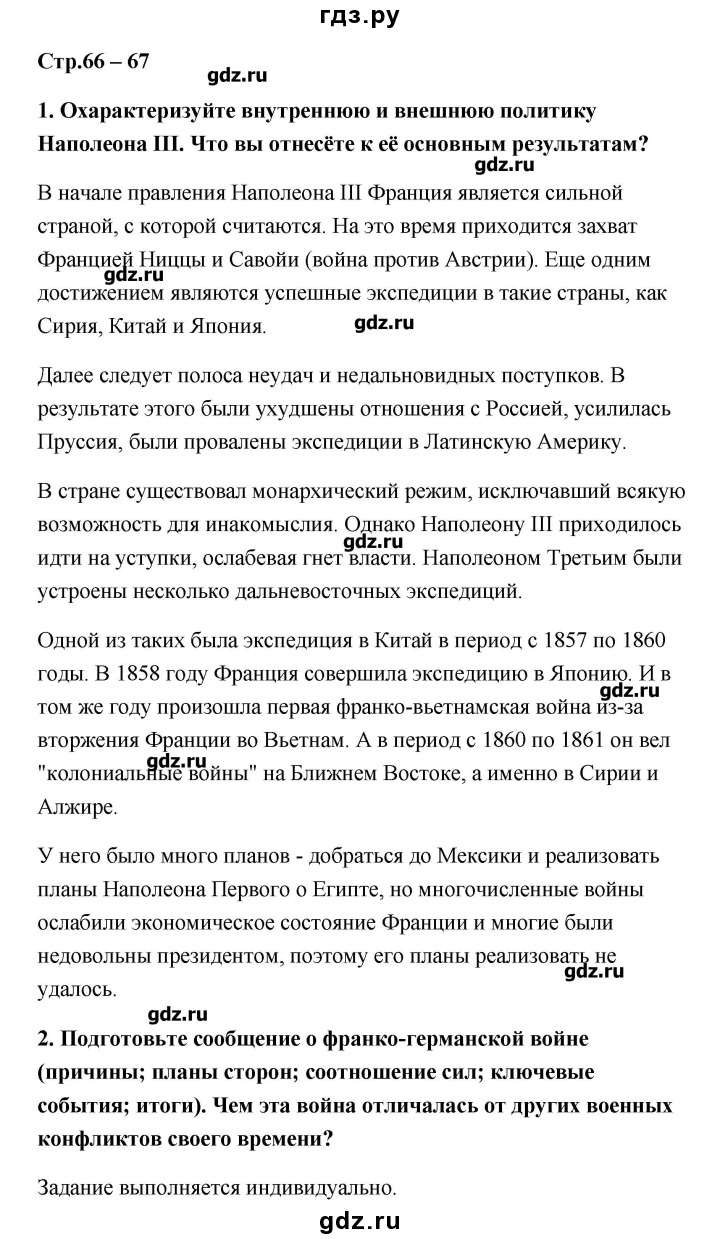 гдз.ру
Стр.66 – 67
gdz.ru
1. Охарактеризуйте внутреннюю и внешнюю политику
Наполеона III. Что вы отнесёте к её основным результатам?
gdz.ru
В начале правления Наполеона III Франция является сильной
страной, с которой считаются. На это время приходится захват
Францией Ниццы и Савойи (война против Австрии). Еще одним
gdz.ru
достижением являются успешные экспедиции в такие страны, как
Сирия, Китай и Япония.
gdz.ru
Далее следует полоса неудач и недальновидных поступков. В
результате этого были ухудшены отношения с Россией, усилилась
Пруссия, были провалены экспедиции в Латинскую Америку.
В стране существовал монархический режим, исключавший всякую
возможность для инакомыслия. Однако Наполеону III приходилось
gdz.ru
идти на уступки, ослабевая гнет власти. Наполеоном Третьим были
устроены несколько дальневосточных экспедиций.
Одной из таких была экспедиция в Китай в период с 1857 по 1860
годы. В 1858 году Франция совершила экспедицию в Японию. И в
gdz.ru
том же году произошла первая франко-вьетнамская война из-за
вторжения Франции во Вьетнам. А в период с 1860 по 1861 он вел
gdz.ru
"колониальные войны" на Ближнем Востоке, а именно в Сирии и
Алжире.
У него было много планов - добраться до Мексики и реализовать
планы Наполеона Первого о Египте, но многочисленные войны
ослабили экономическое состояние Франции и многие были
недовольны президентом, поэтому его планы реализовать не
gdz.ru
удалось.
gdz.ru
2. Подготовьте сообщение о франко-германской войне
(причины; планы сторон; соотношение сил; ключевые
события; итоги). Чем эта война отличалась от других военных
конфликтов своего времени?
Задание выполняется индивидуально.
gdz.ru